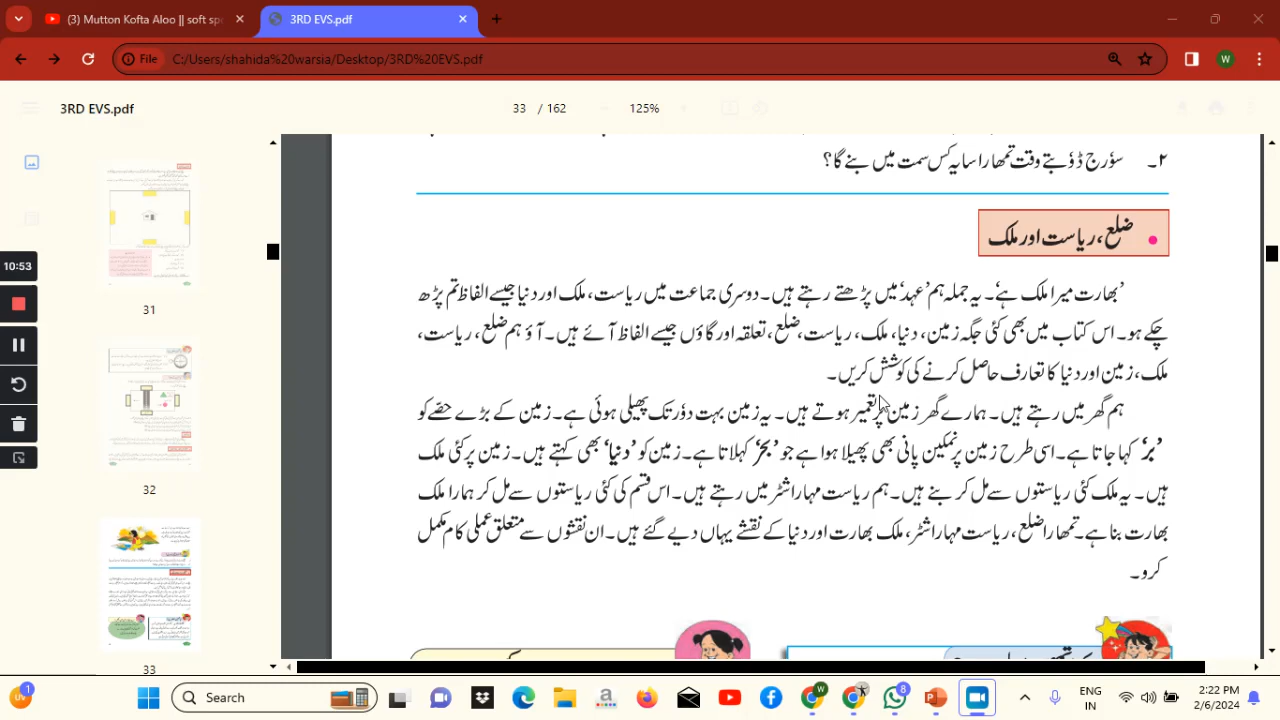 (3) Mutton Kofta Aloo || soft sp
3RD EVS.pdf
File
C:/Users/shahida%20warsia/Desktop/3RD%20EVS.pdf
W
3RD EVS.pdf
33 / 162
125%
۲۔ سوٗرج ڈوٗبتے وقت تمھارا سایہ کس سمت میں بنے گا؟
• ضلع، ریاست اور ملک
’بھارت میرا ملک ہے‘۔ یہ جملہ ہم ’عہد‘ میں پڑھتے رہتے ہیں۔ دوسری جماعت میں ریاست، ملک اور دنیا جیسے الفاظ تم پڑھ
چکے ہو۔ اس کتاب میں بھی کئی جگہ زمین، دنیا، ملک، ریاست، ضلع، تعلقہ اور گاؤں جیسے الفاظ آئے ہیں۔ آؤ ہم ضلع، ریاست،
ملک، زمین اور دنیا کا تعارف حاصل کرنے کی کوشش کریں۔
ہم گھر میں رہتے ہیں۔ ہمارے گھر زمین پر تعمیر ہوتے ہیں۔ یہ زمین بہت دوٗر تک پھیلی ہوئی ہے۔ زمین کے بڑے حصّے کو
’بر‘ کہا جاتا ہے۔ اسی طرح زمین پر نمکین پانی بھی پھیلا ہوا ہے جو ’بحر‘ کہلاتا ہے۔ زمین کو ’دنیا‘ بھی کہتے ہیں۔ زمین پر کئی ملک
ہیں۔ یہ ملک کئی ریاستوں سے مل کر بنے ہیں۔ ہم ریاست مہاراشٹر میں رہتے ہیں۔ اس قسم کی کئی ریاستوں سے مل کر ہمارا ملک
بھارت بنا ہے۔ تمھارا ضلع، ریاست مہاراشٹر، ملک بھارت اور دنیا کے نقشے یہاں دیے گئے ہیں۔ ان نقشوں سے متعلق عملی کام مکمل
کرو۔
31
32
33
10:53
Search
ENG
IN
2:22 PM
2/6/2024